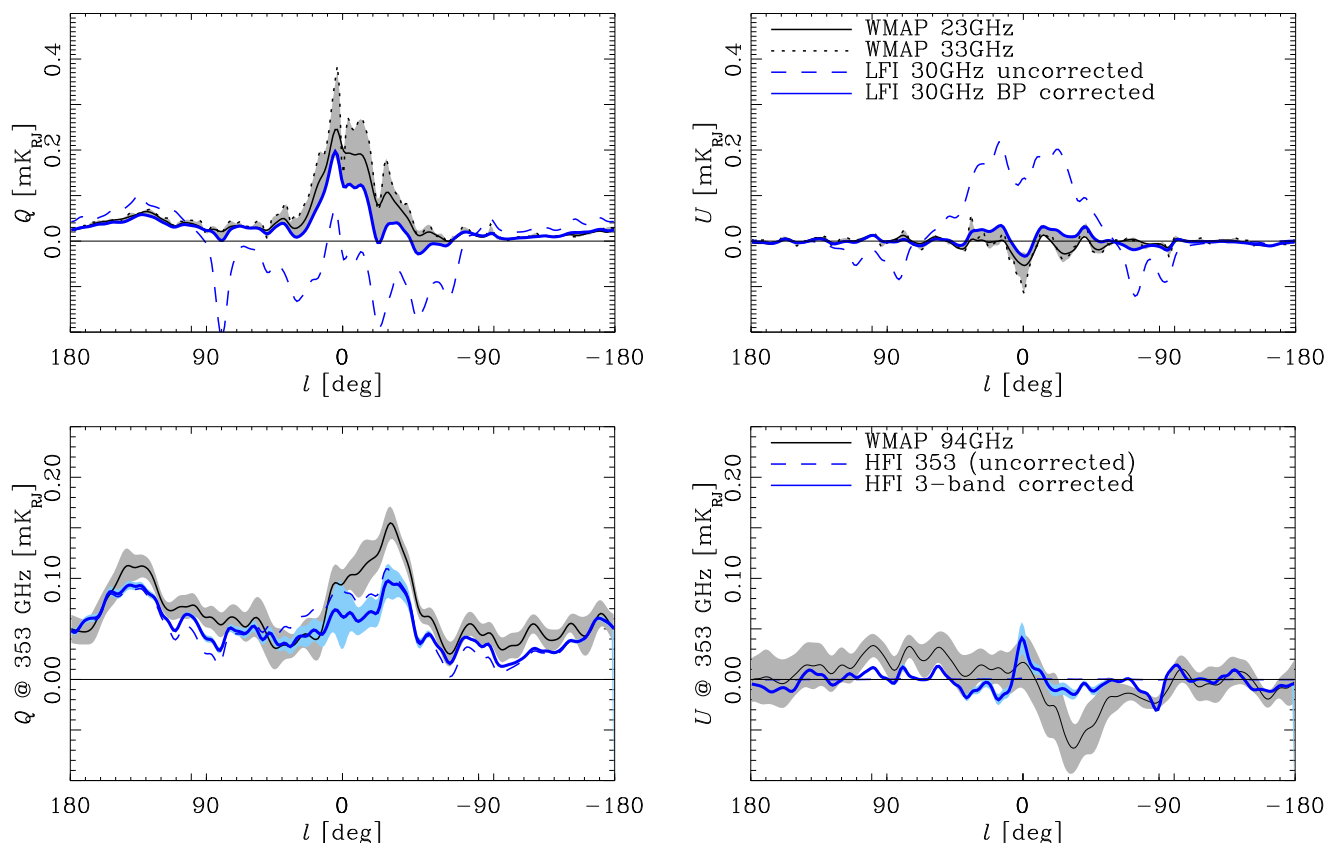 0.4
0.2
0.0
Q [mK_RJ]
180 90 0 −90 −180
l [deg]
WMAP 23GHz
WMAP 33GHz
LFI 30GHz uncorrected
LFI 30GHz BP corrected
0.4
0.2
0.0
U [mK_RJ]
180 90 0 −90 −180
l [deg]
0.20
0.10
0.00
Q @ 353 GHz [mK_RJ]
180 90 0 −90 −180
l [deg]
WMAP 94GHz
HFI 353 (uncorrected)
HFI 3−band corrected
0.20
0.10
0.00
U @ 353 GHz [mK_RJ]
180 90 0 −90 −180
l [deg]